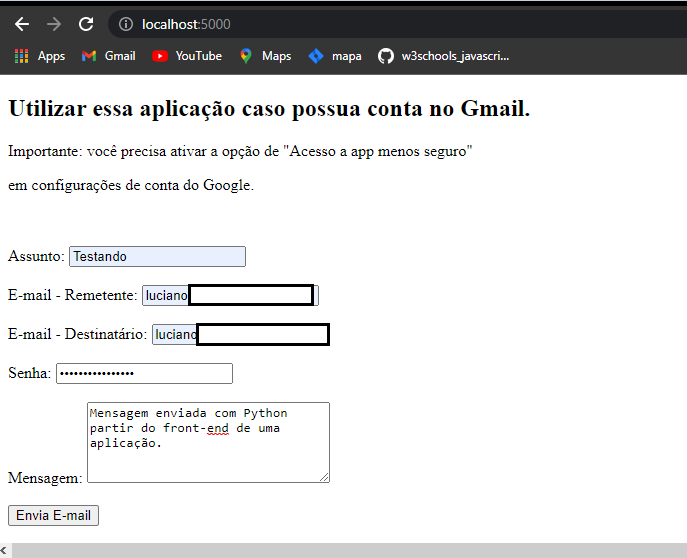 localhost:5000
Apps Gmail YouTube Maps mapa w3schools_javascri...
Utilizar essa aplicação caso possua conta no Gmail.
Importante: você precisa ativar a opção de "Acesso a app menos seguro"
em configurações de conta do Google.
Assunto: Testando
E-mail - Remetente: luciano
E-mail - Destinatário: luciano
Senha: ••••••••••••••••
Mensagem enviada com Python
partir do front-end de uma
aplicação.
Mensagem:
Envia E-mail